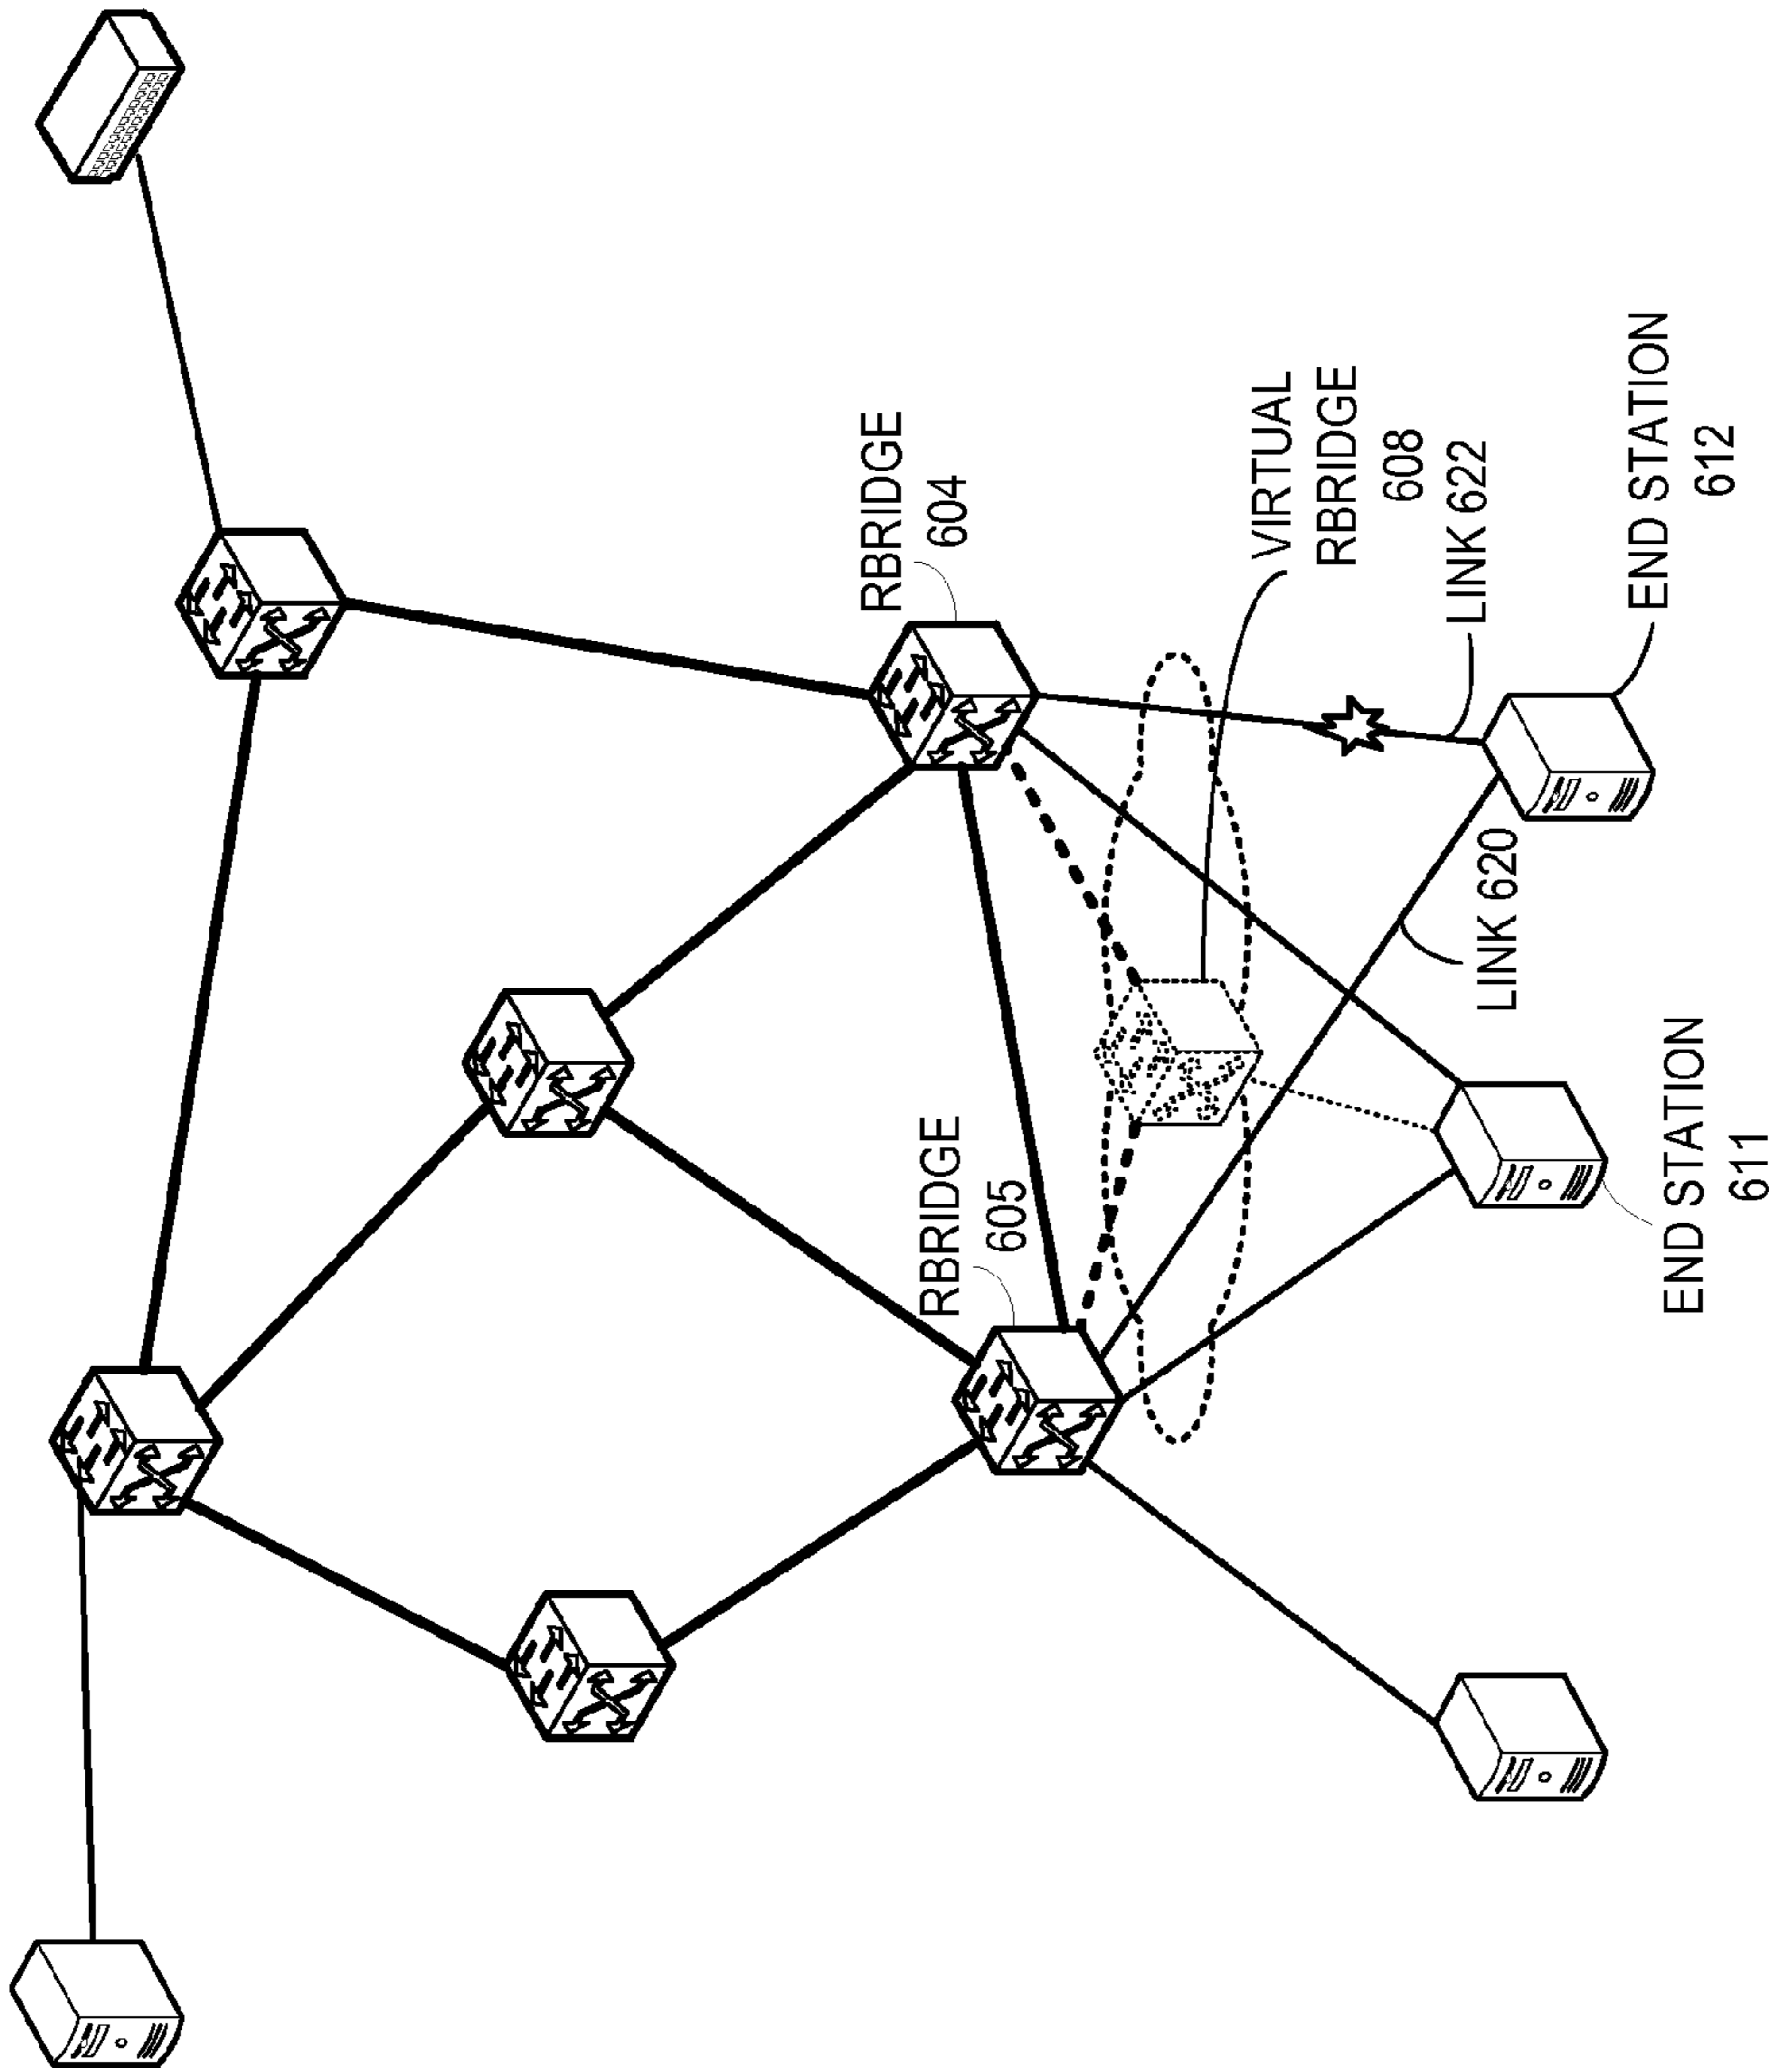 RBRIDGE
604
VIRTUAL
RBRIDGE
608
LINK 622
END STATION
612
RBRIDGE
605
LINK 620
END STATION
611